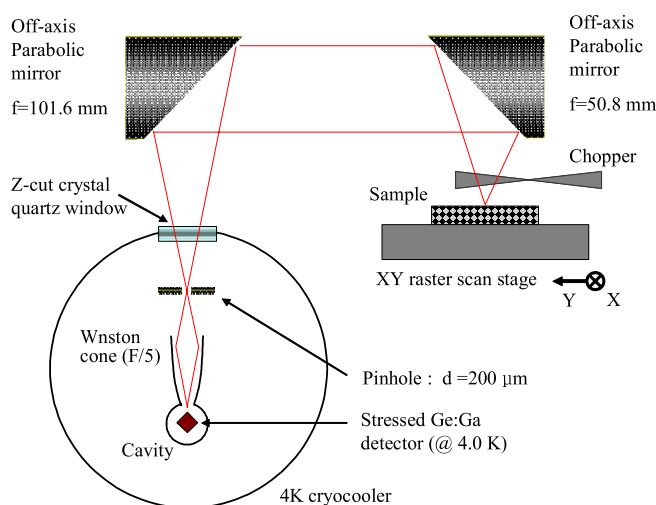 Off-axis
Parabolic
mirror
f=101.6 mm
Off-axis
Parabolic
mirror
f=50.8 mm
Chopper
Z-cut crystal
quartz window
Sample
XY raster scan stage
Y
X
Wnston
cone (F/5)
Pinhole : d =200 μm
Stressed Ge:Ga
detector (@ 4.0 K)
Cavity
4K cryocooler